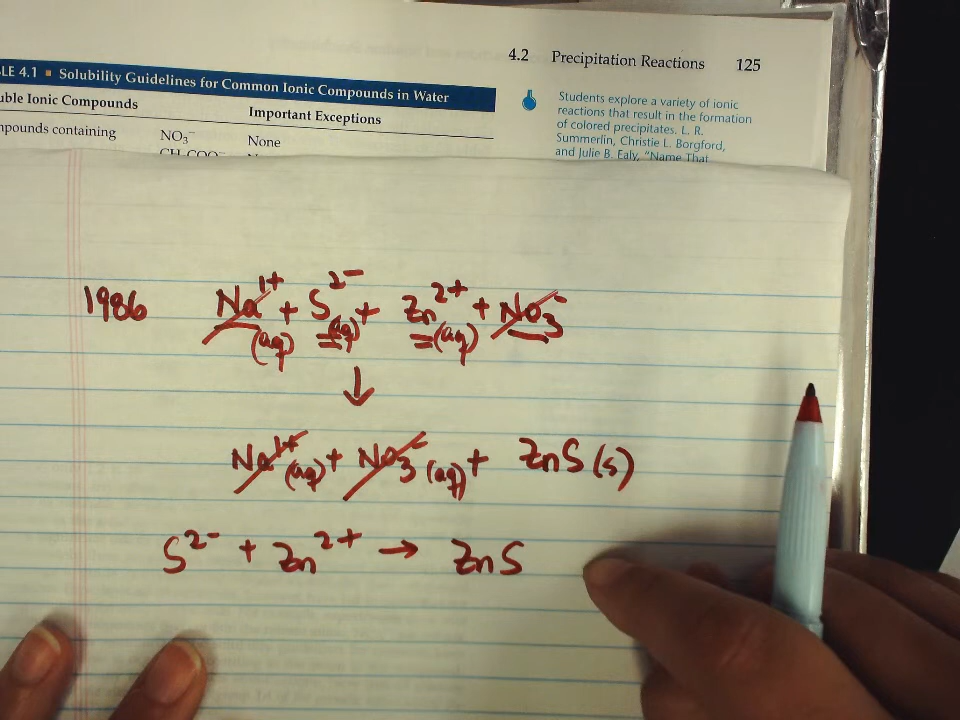 4.2 Precipitation Reactions 125
LE 4.1 ▪ Solubility Guidelines for Common Ionic Compounds in Water
uble Ionic Compounds Important Exceptions
mpounds containing NO₃⁻ None
CH₃COO⁻
Students explore a variety of ionic
reactions that result in the formation
of colored precipitates. L. R.
Summerlin, Christie L. Borgford,
and Julie B. Ealy, "Name That
1986 Na¹⁺ + S²⁻ + Zn²⁺ + NO₃⁻
(aq) (aq) (aq)
↓
Na¹⁺(aq) + NO₃⁻(aq) + ZnS(s)
S²⁻ + Zn²⁺ → ZnS